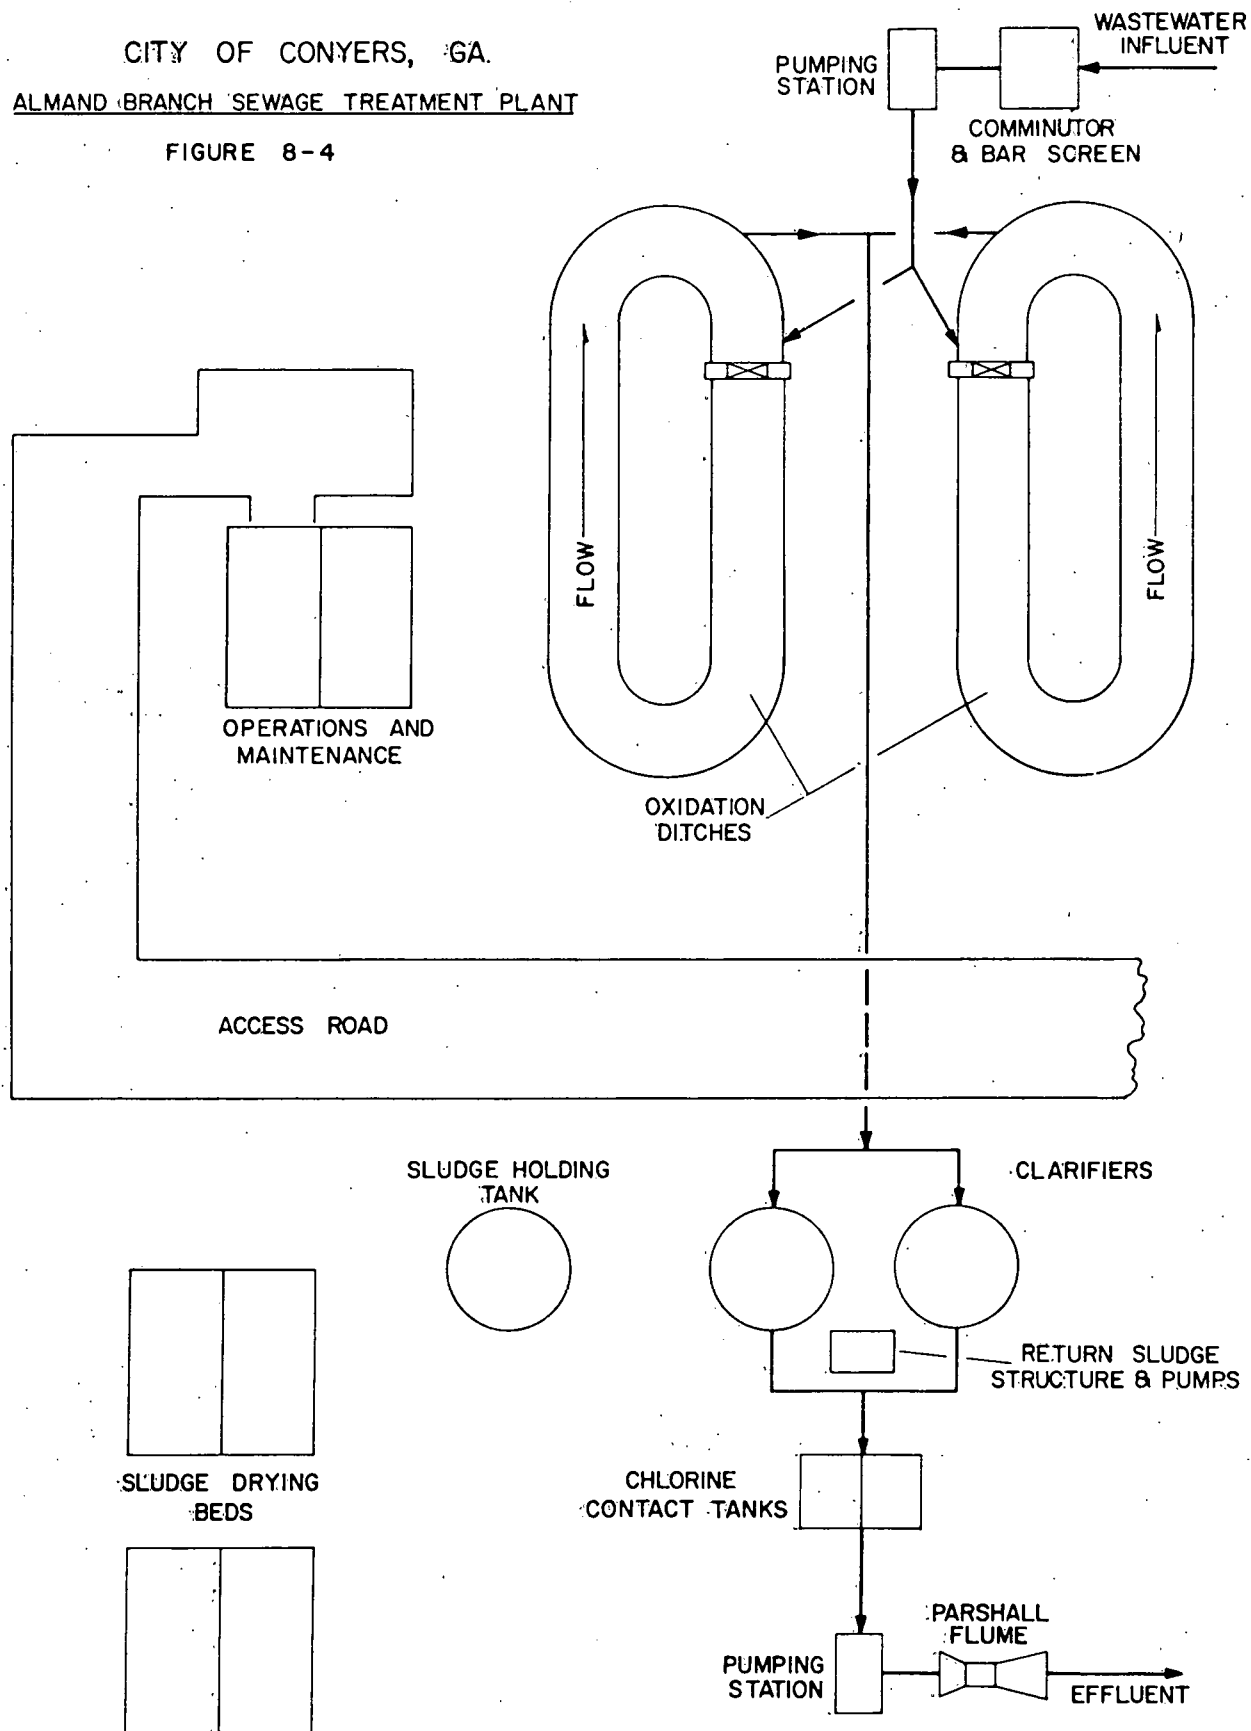 CITY OF CONYERS, GA.
ALMAND BRANCH SEWAGE TREATMENT PLANT
FIGURE 8-4
WASTEWATER
INFLUENT
PUMPING
STATION
COMMINUTOR
& BAR SCREEN
FLOW
FLOW
OPERATIONS AND
MAINTENANCE
OXIDATION
DITCHES
ACCESS ROAD
SLUDGE HOLDING
TANK
CLARIFIERS
RETURN SLUDGE
STRUCTURE & PUMPS
SLUDGE DRYING
BEDS
CHLORINE
CONTACT TANKS
PARSHALL
FLUME
PUMPING
STATION
EFFLUENT